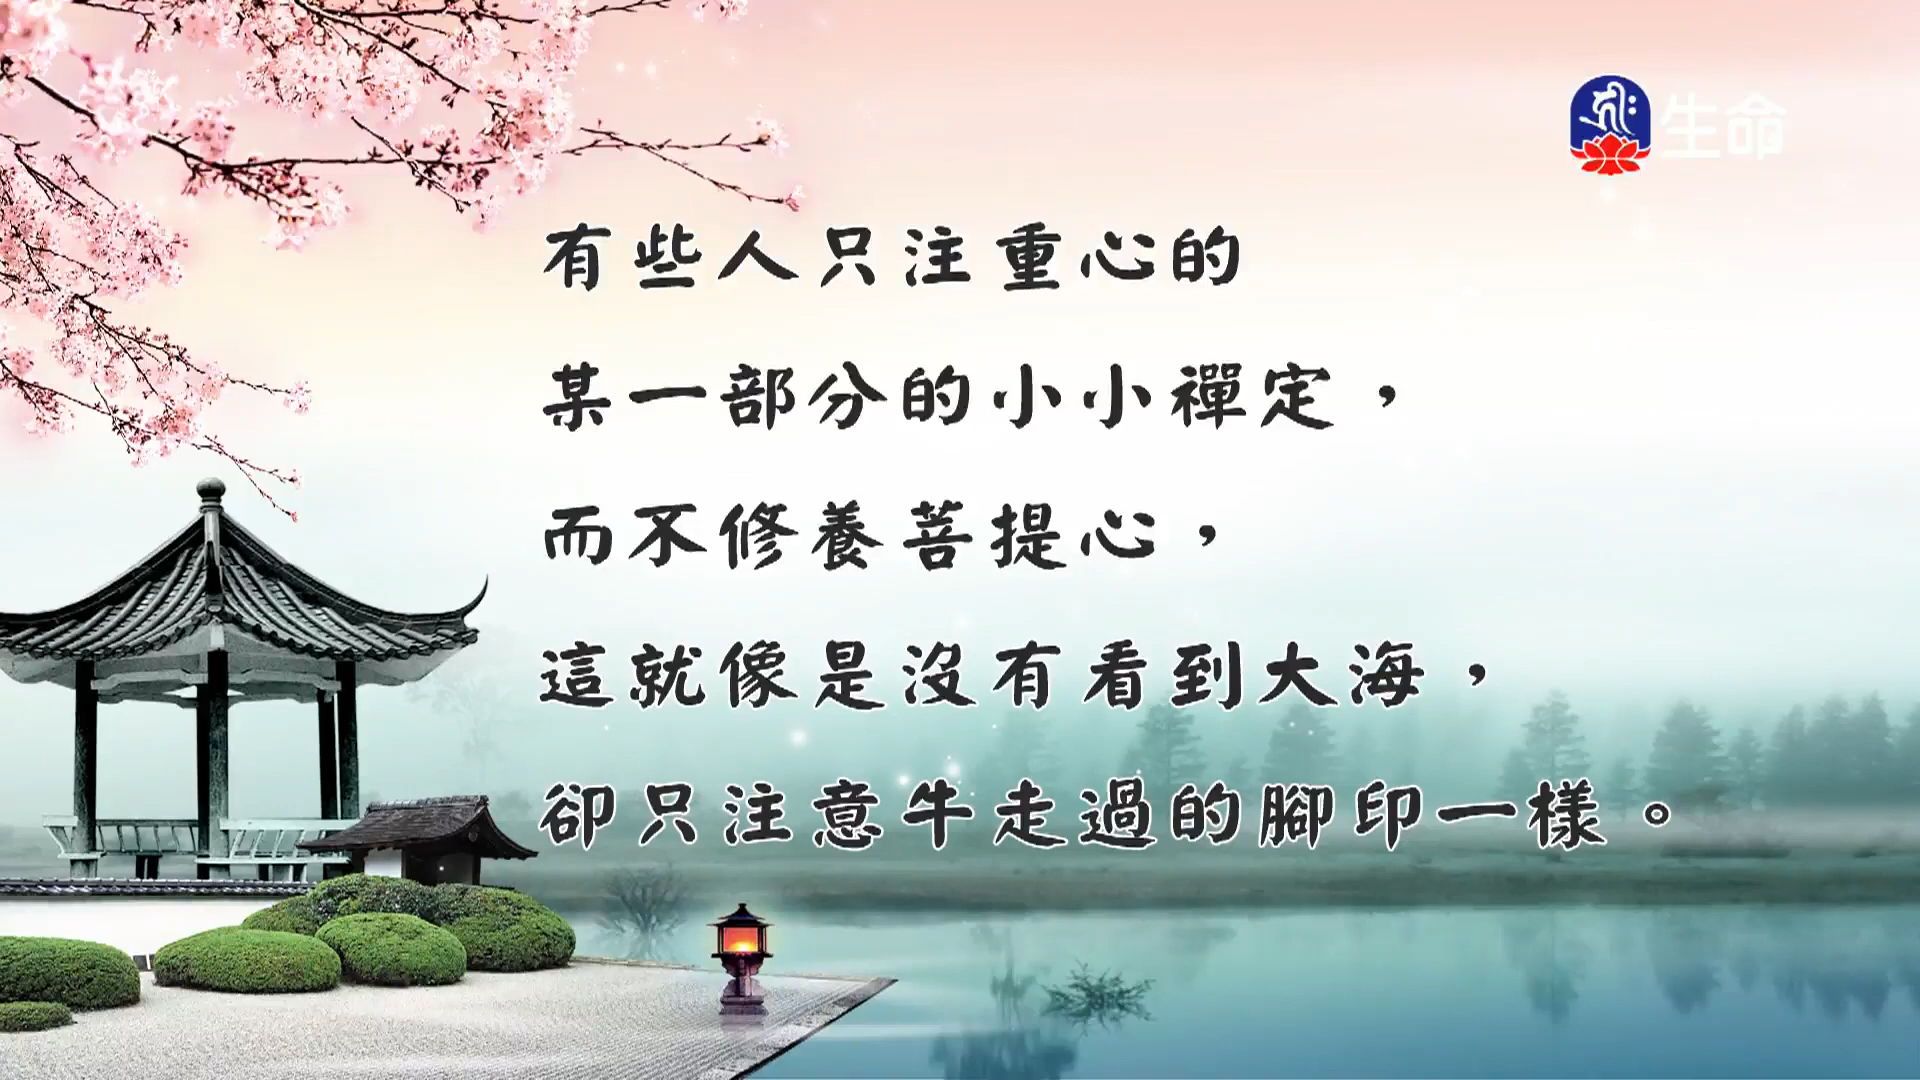 生命
有些人只注重心的
某一部分的小小禪定，
而不修養菩提心，
這就像是沒有看到大海，
卻只注意牛走過的腳印一樣。